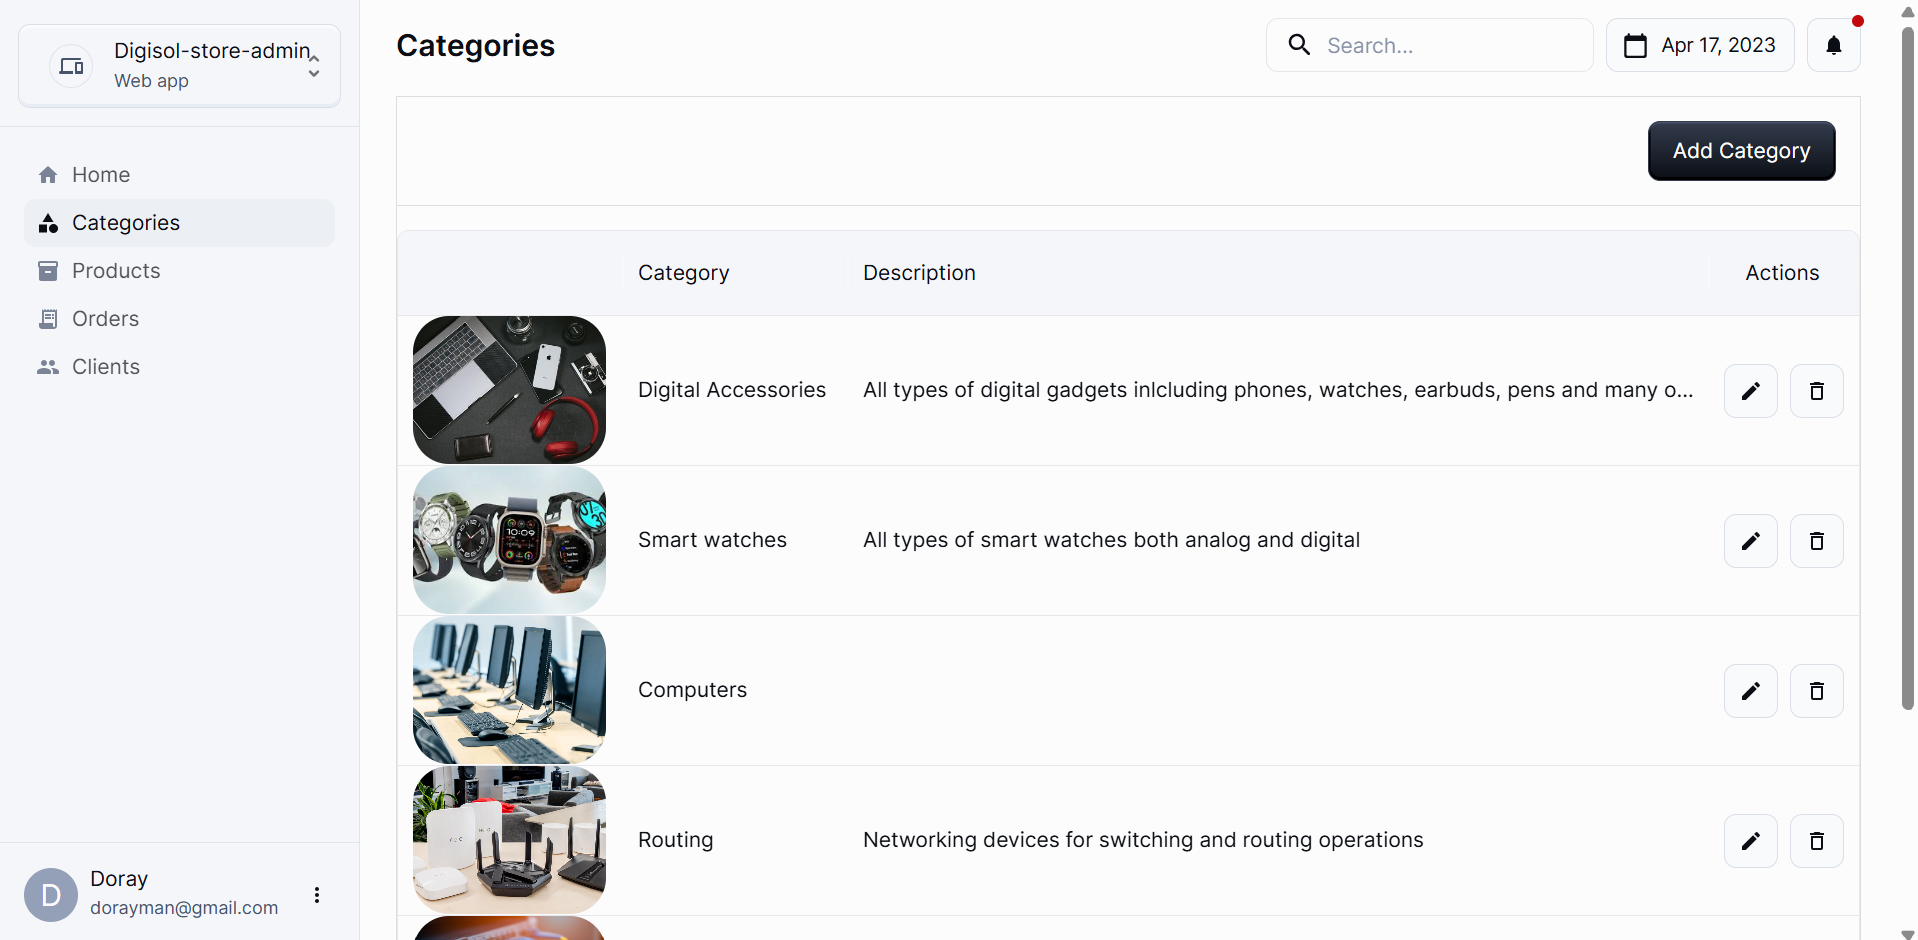 Digisol-store-admin
Web app
Home
Categories
Products
Orders
Clients
Doray
dorayman@gmail.com
D
Categories
Search...
Apr 17, 2023
Add Category
Category Description Actions
Digital Accessories All types of digital gadgets inlcluding phones, watches, earbuds, pens and many o...
Smart watches All types of smart watches both analog and digital
10:09
Computers
Routing Networking devices for switching and routing operations